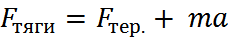 Fтяги = Fтер. + ma